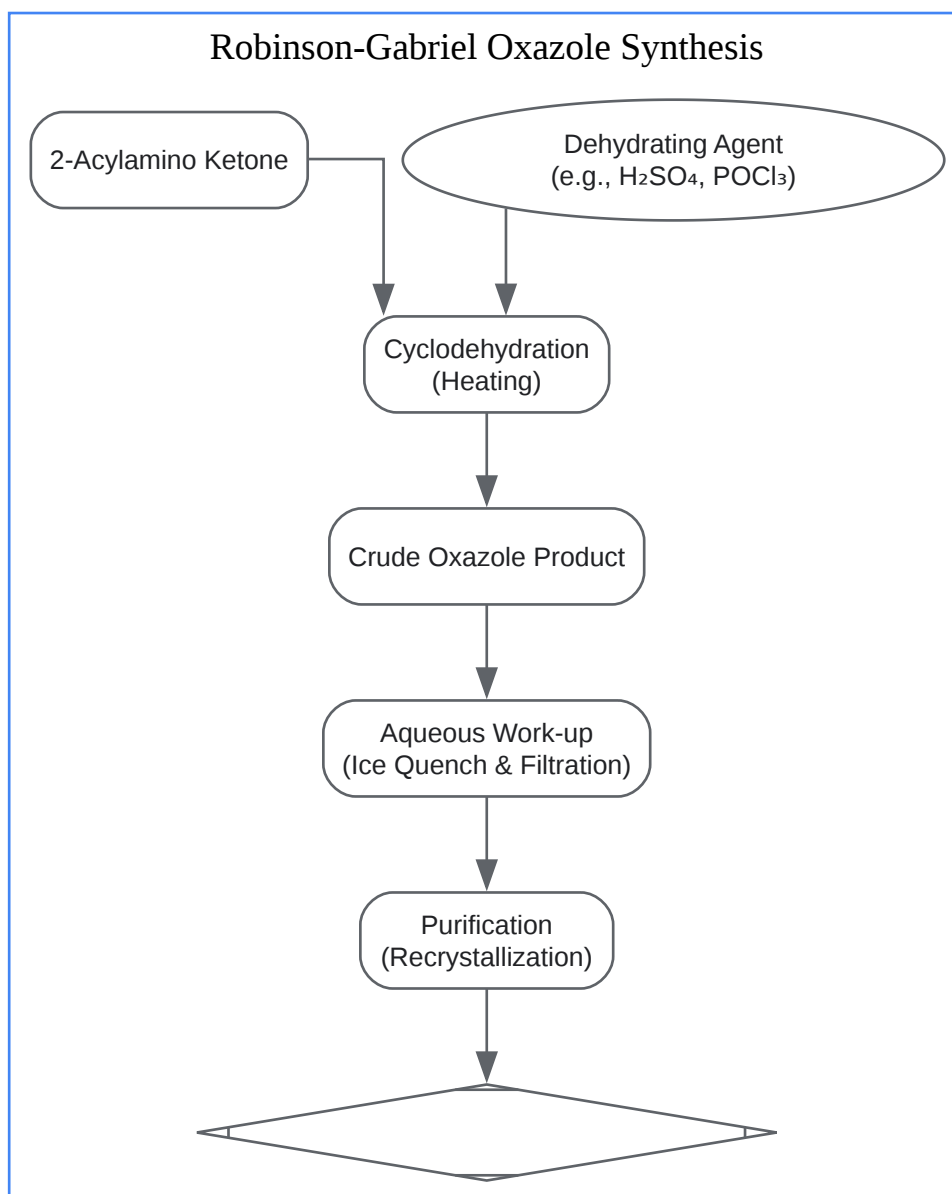 Robinson-Gabriel Oxazole Synthesis
2-Acylamino Ketone
Dehydrating Agent
(e.g., H₂SO₄, POCl₃)
Cyclodehydration
(Heating)
Crude Oxazole Product
Aqueous Work-up
(Ice Quench & Filtration)
Purification
(Recrystallization)